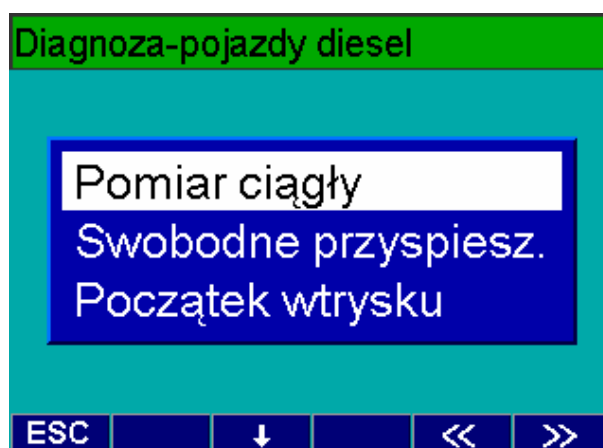 Diagnoza-pojazdy diesel
Pomiar ciągły
Swobodne przyspiesz.
Początek wtrysku
ESC ↓ << >>